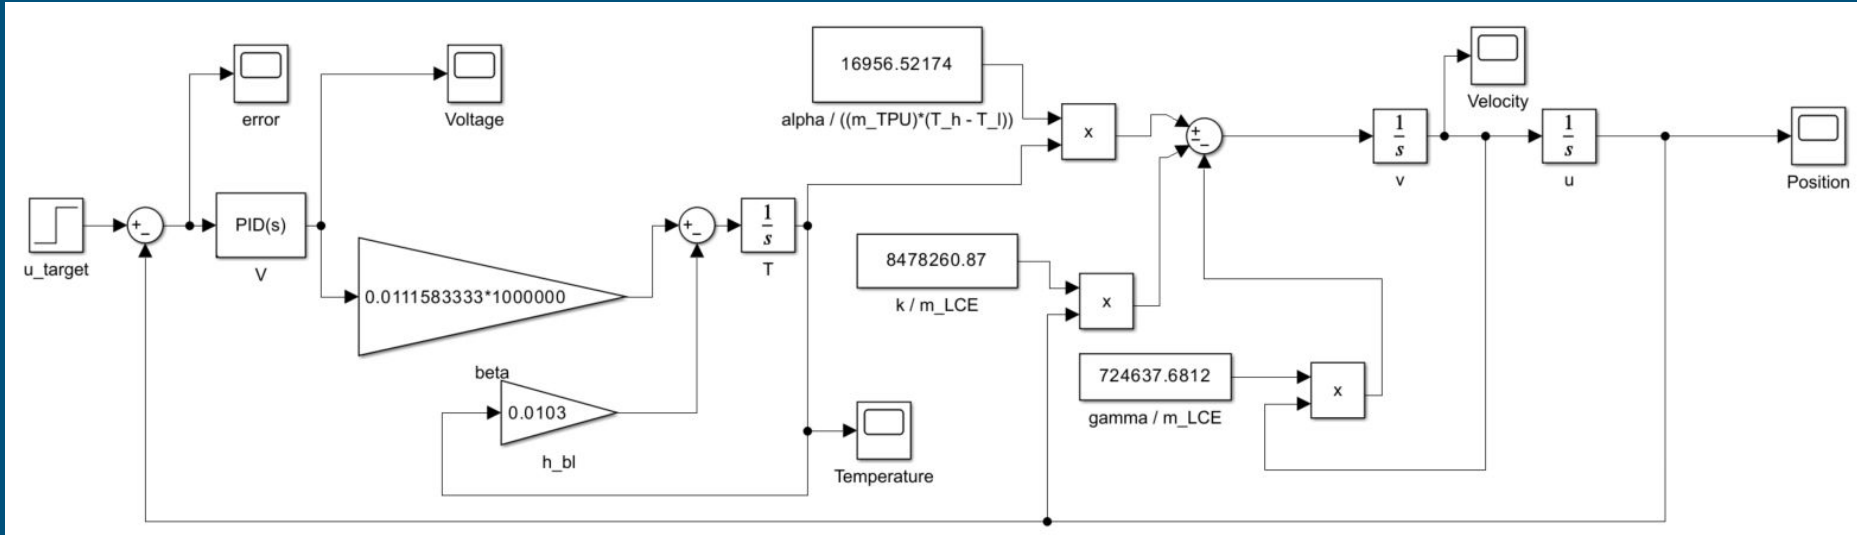 error
Voltage
16956.52174
alpha / ((m_TPU)*(T_h - T_l))
x
+
−
−
1
s
v
Velocity
1
s
u
Position
u_target
+
−
PID(s)
V
0.0111583333*1000000
beta
+
−
1
s
T
8478260.87
k / m_LCE
x
724637.6812
gamma / m_LCE
x
0.0103
h_bl
Temperature